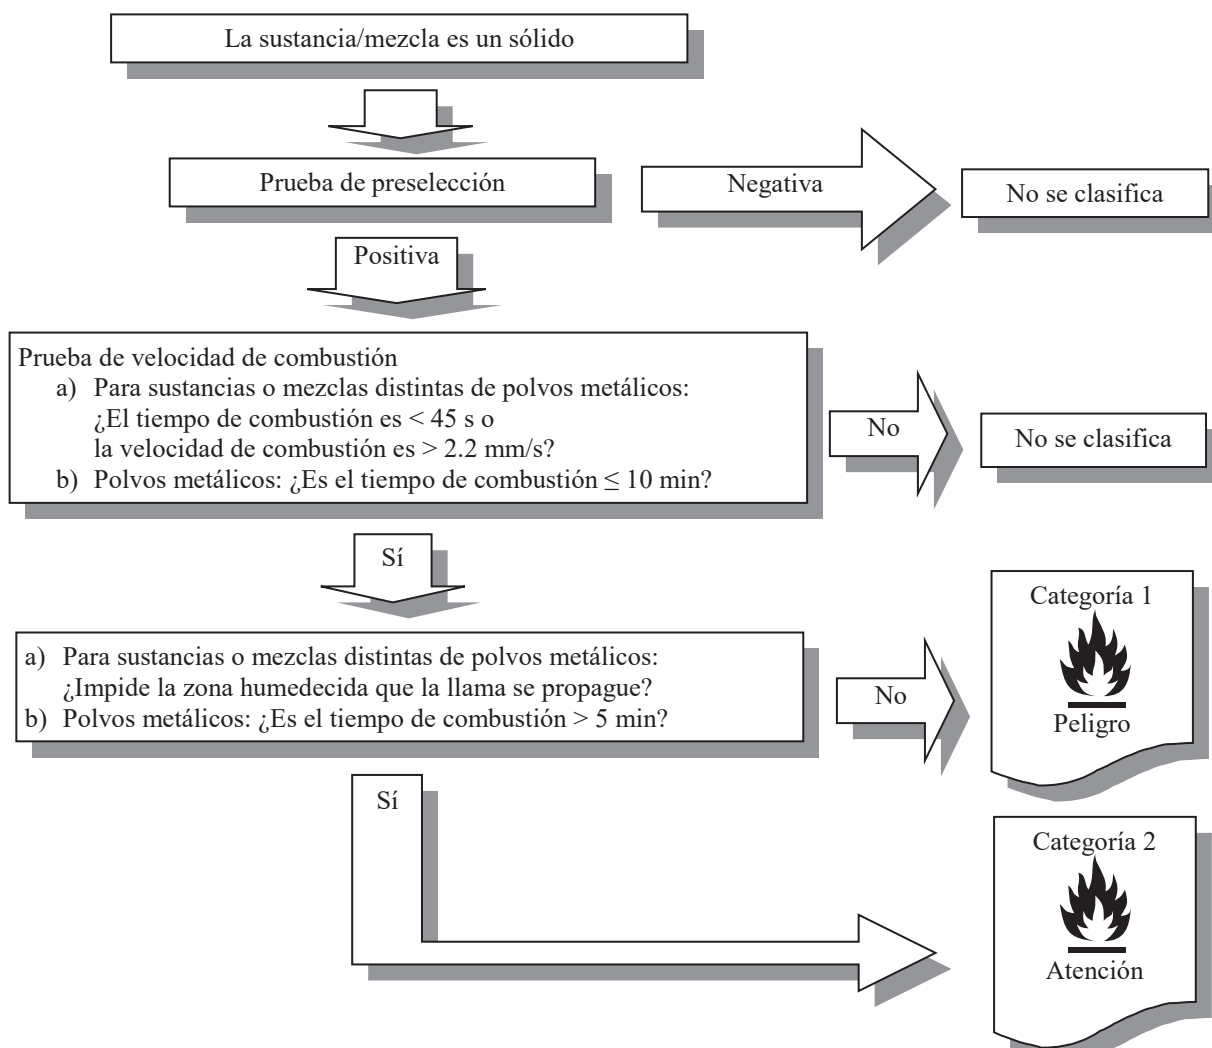 La sustancia/mezcla es un sólido
Prueba de preselección
Negativa
No se clasifica
Positiva
Prueba de velocidad de combustión
a) Para sustancias o mezclas distintas de polvos metálicos:
¿El tiempo de combustión es < 45 s o
la velocidad de combustión es > 2.2 mm/s?
b) Polvos metálicos: ¿Es el tiempo de combustión ≤ 10 min?
No
No se clasifica
Sí
a) Para sustancias o mezclas distintas de polvos metálicos:
¿Impide la zona humedecida que la llama se propague?
b) Polvos metálicos: ¿Es el tiempo de combustión > 5 min?
No
Categoría 1
Peligro
Sí
Categoría 2
Atención